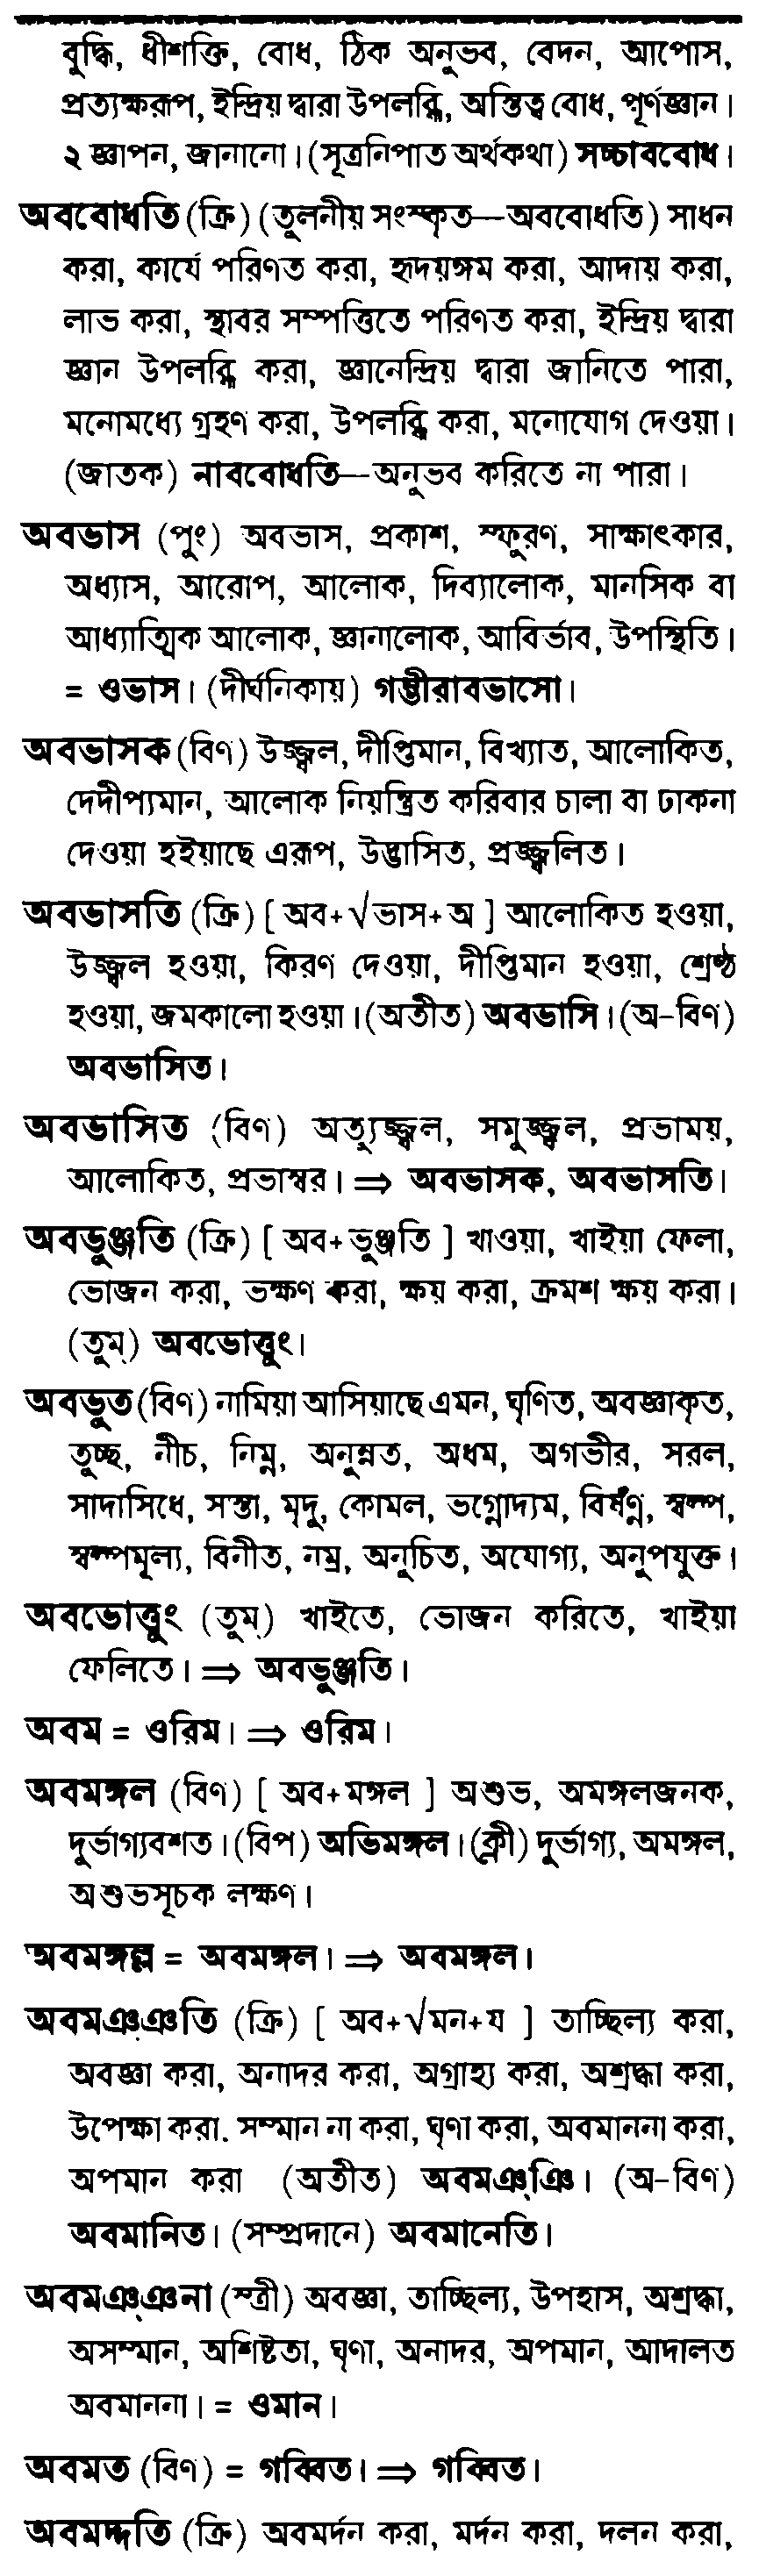 বুদ্ধি, ধীশক্তি, বোধ, ঠিক অনুভব, বেদন, আপোস,
প্রত্যক্ষরূপ, ইন্দ্রিয় দ্বারা উপলব্ধি, অস্তিত্ব বোধ, পূর্ণজ্ঞান।
২ জ্ঞাপন, জানানো। (সূত্রনিপাত অর্থকথা) সচ্চাববোধ।
অববোধতি (ক্রি) (তুলনীয় সংস্কৃত—অববোধতি) সাধন
করা, কার্যে পরিণত করা, হৃদয়ঙ্গম করা, আদায় করা,
লাভ করা, স্থাবর সম্পত্তিতে পরিণত করা, ইন্দ্রিয় দ্বারা
জ্ঞান উপলব্ধি করা, জ্ঞানেন্দ্রিয় দ্বারা জানিতে পারা,
মনোমধ্যে গ্রহণ করা, উপলব্ধি করা, মনোযোগ দেওয়া।
(জাতক) নাববোধতি—অনুভব করিতে না পারা।
অবভাস (পুং) অবভাস, প্রকাশ, স্ফুরণ, সাক্ষাৎকার,
অধ্যাস, আরোপ, আলোক, দিব্যালোক, মানসিক বা
আধ্যাত্মিক আলোক, জ্ঞানালোক, আবির্ভাব, উপস্থিতি।
= ওভাস। (দীর্ঘনিকায়) গম্ভীরাবভাসো।
অবভাসক (বিণ) উজ্জ্বল, দীপ্তিমান, বিখ্যাত, আলোকিত,
দেদীপ্যমান, আলোক নিয়ন্ত্রিত করিবার চালা বা ঢাকনা
দেওয়া হইয়াছে এরূপ, উদ্ভাসিত, প্রজ্জ্বলিত।
অবভাসতি (ক্রি) [ অব+√ভাস+অ ] আলোকিত হওয়া,
উজ্জ্বল হওয়া, কিরণ দেওয়া, দীপ্তিমান হওয়া, শ্রেষ্ঠ
হওয়া, জমকালো হওয়া। (অতীত) অবভাসি। (অ-বিণ)
অবভাসিত।
অবভাসিত (বিণ) অত্যুজ্জ্বল, সমুজ্জ্বল, প্রভাময়,
আলোকিত, প্রভাস্বর। ⇒ অবভাসক, অবভাসতি।
অবভুঞ্জতি (ক্রি) [ অব+ভুঞ্জতি ] খাওয়া, খাইয়া ফেলা,
ভোজন করা, ভক্ষণ করা, ক্ষয় করা, ক্রমশ ক্ষয় করা।
(তুম্) অবভোত্তুং।
অবভুত (বিণ) নামিয়া আসিয়াছে এমন, ঘৃণিত, অবজ্ঞাকৃত,
তুচ্ছ, নীচ, নিম্ন, অনুন্নত, অধম, অগভীর, সরল,
সাদাসিধে, সস্তা, মৃদু, কোমল, ভগ্নোদ্যম, বিষণ্ণ, স্বল্প,
স্বল্পমূল্য, বিনীত, নম্র, অনুচিত, অযোগ্য, অনুপযুক্ত।
অবভোত্তুং (তুম্) খাইতে, ভোজন করিতে, খাইয়া
ফেলিতে। ⇒ অবভুঞ্জতি।
অবম = ওরিম। ⇒ ওরিম।
অবমঙ্গল (বিণ) [ অব+মঙ্গল ] অশুভ, অমঙ্গলজনক,
দুর্ভাগ্যবশত। (বিপ) অভিমঙ্গল। (ক্লী) দুর্ভাগ্য, অমঙ্গল,
অশুভসূচক লক্ষণ।
অবমঙ্গল্ল = অবমঙ্গল। ⇒ অবমঙ্গল।
অবমঞ্ঞতি (ক্রি) [ অব+√মন+য ] তাচ্ছিল্য করা,
অবজ্ঞা করা, অনাদর করা, অগ্রাহ্য করা, অশ্রদ্ধা করা,
উপেক্ষা করা. সম্মান না করা, ঘৃণা করা, অবমাননা করা,
অপমান করা (অতীত) অবমঞ্ঞি। (অ-বিণ)
অবমানিত। (সম্প্রদানে) অবমানেতি।
অবমঞ্ঞনা (স্ত্রী) অবজ্ঞা, তাচ্ছিল্য, উপহাস, অশ্রদ্ধা,
অসম্মান, অশিষ্টতা, ঘৃণা, অনাদর, অপমান, আদালত
অবমাননা। = ওমান।
অবমত (বিণ) = গব্বিত। ⇒ গব্বিত।
অবমদ্দতি (ক্রি) অবমর্দন করা, মর্দন করা, দলন করা,